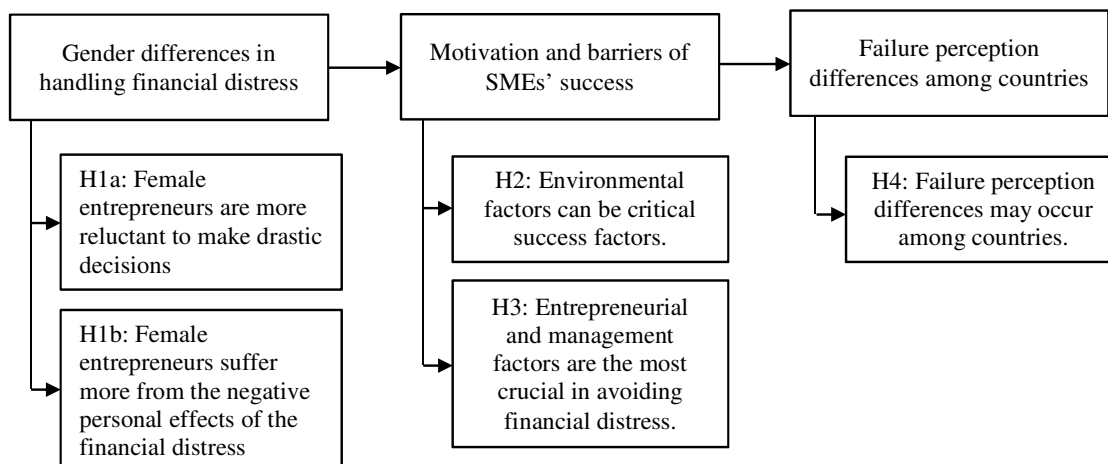 Gender differences in
handling financial distress
Motivation and barriers of
SMEs’ success
Failure perception
differences among countries
H1a: Female
entrepreneurs are more
reluctant to make drastic
decisions
H1b: Female
entrepreneurs suffer
more from the negative
personal effects of the
financial distress
H2: Environmental
factors can be critical
success factors.
H3: Entrepreneurial
and management
factors are the most
crucial in avoiding
financial distress.
H4: Failure perception
differences may occur
among countries.